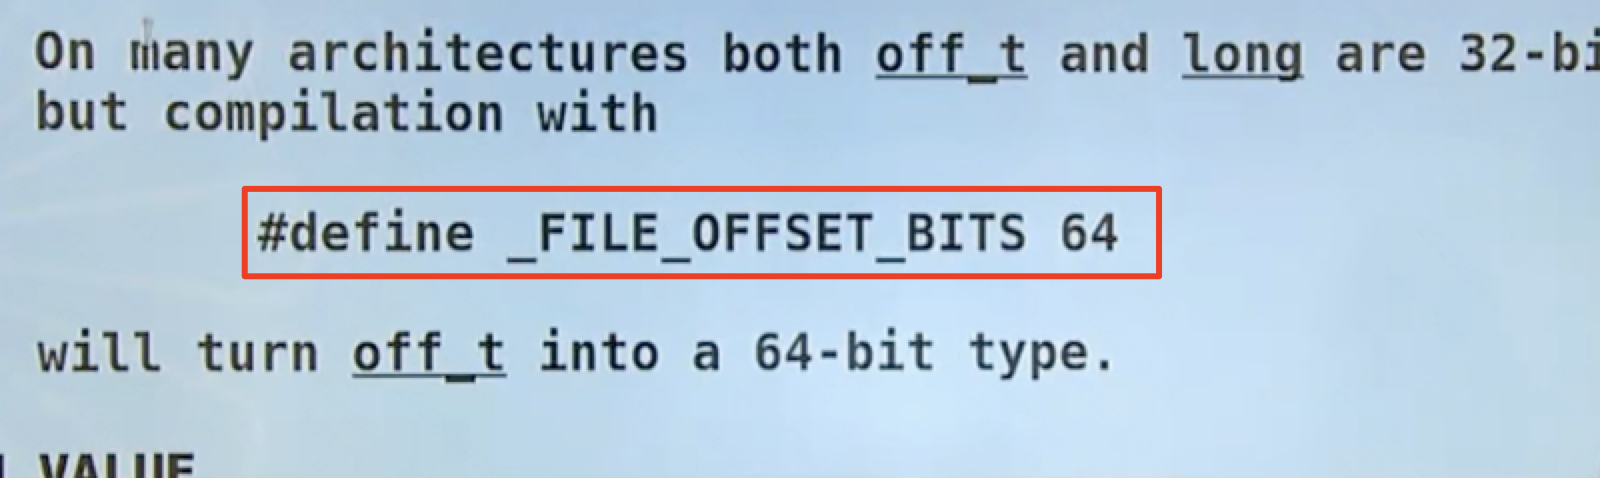 On many architectures both off_t and long are 32-bi
but compilation with
#define _FILE_OFFSET_BITS 64
will turn off_t into a 64-bit type.
VALUE